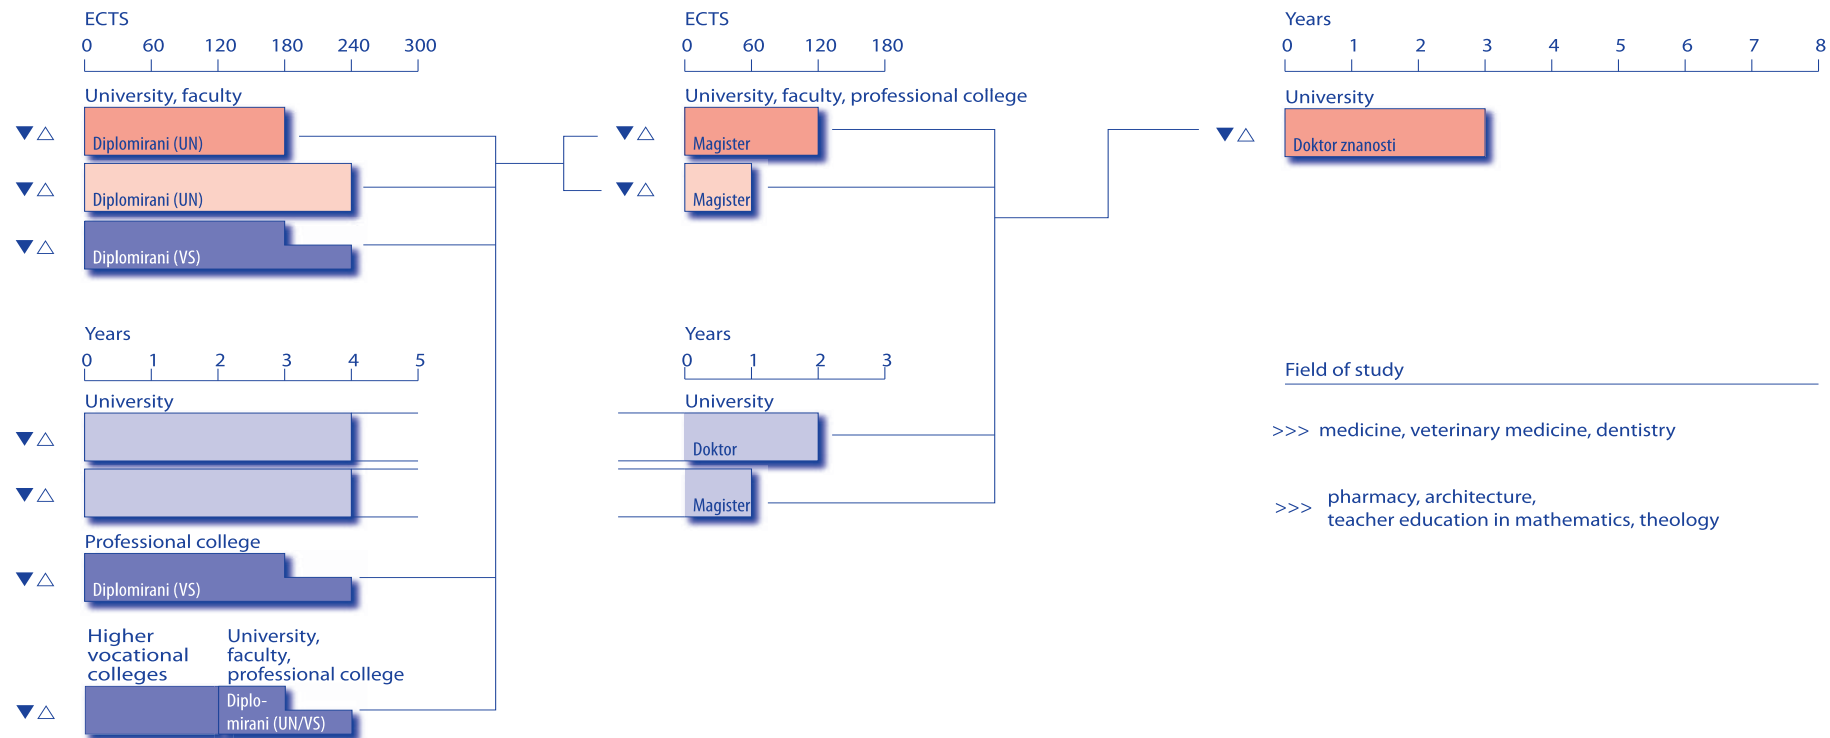 ECTS
0 60 120 180 240 300
University, faculty
Diplomirani (UN)
Diplomirani (UN)
Diplomirani (VS)
Years
0 1 2 3 4 5
University
Professional college
Diplomirani (VS)
Higher
vocational
colleges
University,
faculty,
professional college
Diplo-
mirani (UN/VS)
ECTS
0 60 120 180
University, faculty, professional college
Magister
Magister
Years
0 1 2 3
University
Doktor
Magister
Years
0 1 2 3 4 5 6 7 8
University
Doktor znanosti
Field of study
>>> medicine, veterinary medicine, dentistry
>>> pharmacy, architecture,
teacher education in mathematics, theology